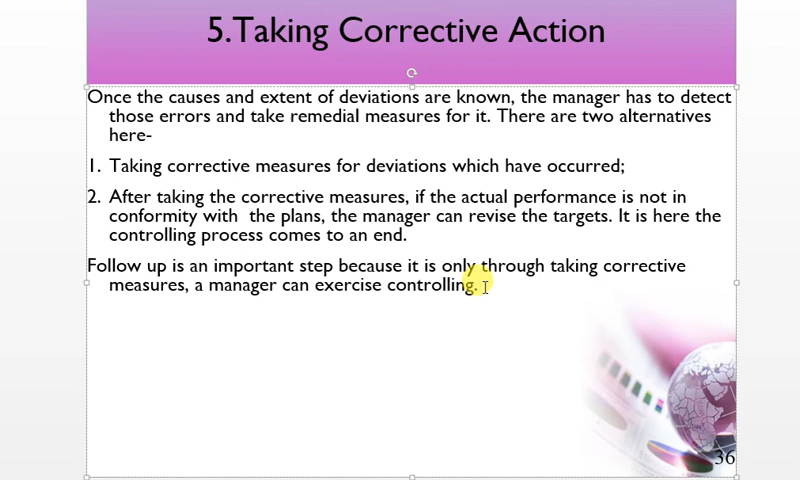 5.Taking Corrective Action
Once the causes and extent of deviations are known, the manager has to detect
those errors and take remedial measures for it. There are two alternatives
here-
1. Taking corrective measures for deviations which have occurred;
2. After taking the corrective measures, if the actual performance is not in
conformity with  the plans, the manager can revise the targets. It is here the
controlling process comes to an end.
Follow up is an important step because it is only through taking corrective
measures, a manager can exercise controlling.
36